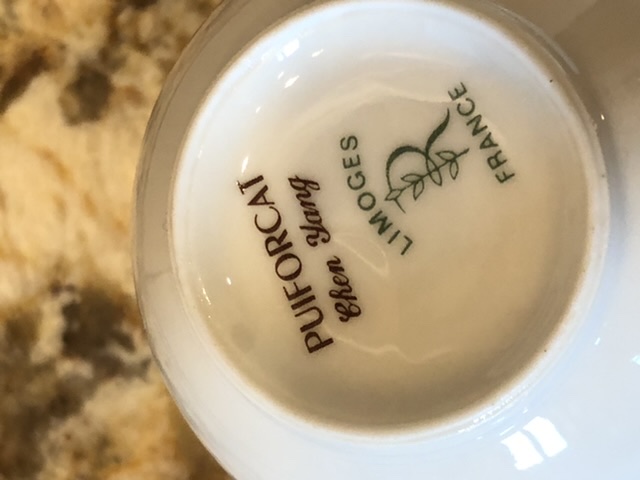 PUIFORCAT
Chen Yang
LIMOGES
FRANCE